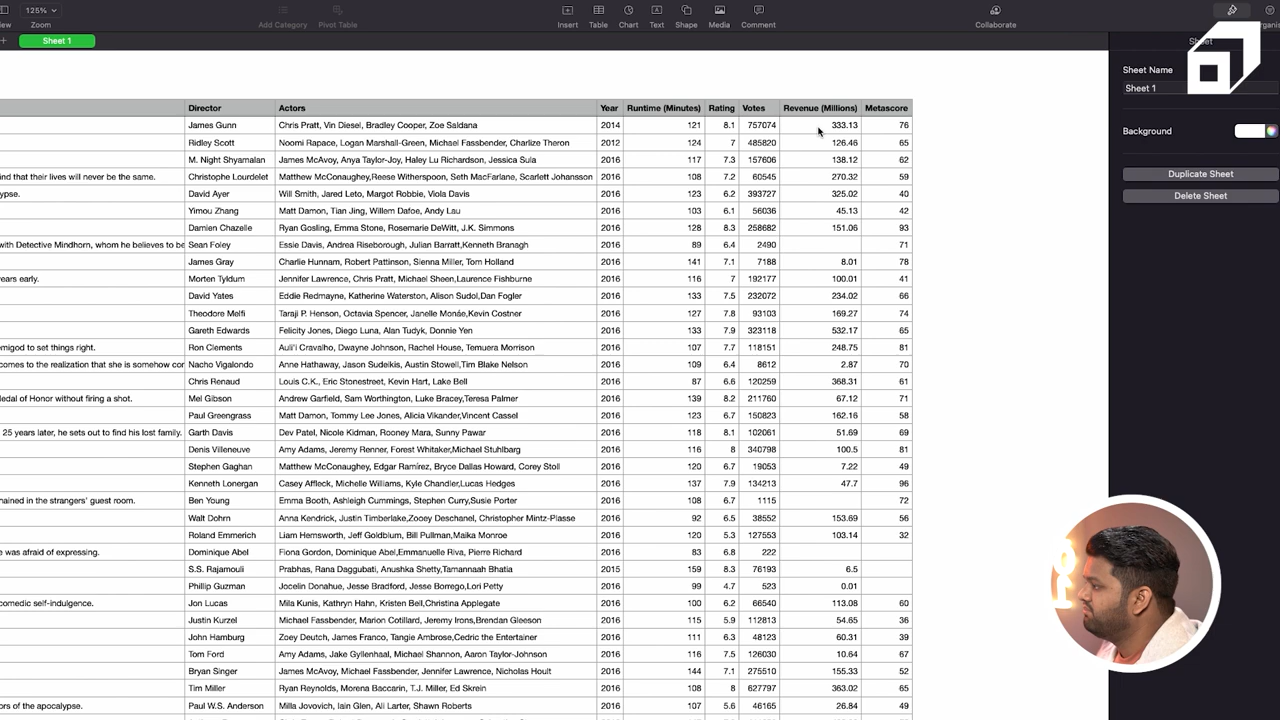 125%
Zoom
Add Category
Pivot Table
Insert
Table
Chart
Text
Shape
Media
Comment
Collaborate
Sheet 1
Sheet
Sheet Name
Sheet 1
Background
Duplicate Sheet
Delete Sheet
Director Actors Year Runtime (Minutes) Rating Votes Revenue (Millions) Metascore
James Gunn Chris Pratt, Vin Diesel, Bradley Cooper, Zoe Saldana 2014 121 8.1 757074 333.13 76
Ridley Scott Noomi Rapace, Logan Marshall-Green, Michael Fassbender, Charlize Theron 2012 124 7 485820 126.46 65
M. Night Shyamalan James McAvoy, Anya Taylor-Joy, Haley Lu Richardson, Jessica Sula 2016 117 7.3 157606 138.12 62
ind that their lives will never be the same. Christophe Lourdelet Matthew McConaughey,Reese Witherspoon, Seth MacFarlane, Scarlett Johansson 2016 108 7.2 60545 270.32 59
ypse. David Ayer Will Smith, Jared Leto, Margot Robbie, Viola Davis 2016 123 6.2 393727 325.02 40
Yimou Zhang Matt Damon, Tian Jing, Willem Dafoe, Andy Lau 2016 103 6.1 56036 45.13 42
Damien Chazelle Ryan Gosling, Emma Stone, Rosemarie DeWitt, J.K. Simmons 2016 128 8.3 258682 151.06 93
with Detective Mindhorn, whom he believes to be Sean Foley Essie Davis, Andrea Riseborough, Julian Barratt,Kenneth Branagh 2016 89 6.4 2490 71
James Gray Charlie Hunnam, Robert Pattinson, Sienna Miller, Tom Holland 2016 141 7.1 7188 8.01 78
ears early. Morten Tyldum Jennifer Lawrence, Chris Pratt, Michael Sheen,Laurence Fishburne 2016 116 7 192177 100.01 41
David Yates Eddie Redmayne, Katherine Waterston, Alison Sudol,Dan Fogler 2016 133 7.5 232072 234.02 66
Theodore Melfi Taraji P. Henson, Octavia Spencer, Janelle Monáe,Kevin Costner 2016 127 7.8 93103 169.27 74
Gareth Edwards Felicity Jones, Diego Luna, Alan Tudyk, Donnie Yen 2016 133 7.9 323118 532.17 65
emigod to set things right. Ron Clements Auli'i Cravalho, Dwayne Johnson, Rachel House, Temuera Morrison 2016 107 7.7 118151 248.75 81
comes to the realization that she is somehow cor Nacho Vigalondo Anne Hathaway, Jason Sudeikis, Austin Stowell,Tim Blake Nelson 2016 109 6.4 8612 2.87 70
Chris Renaud Louis C.K., Eric Stonestreet, Kevin Hart, Lake Bell 2016 87 6.6 120259 368.31 61
Medal of Honor without firing a shot. Mel Gibson Andrew Garfield, Sam Worthington, Luke Bracey,Teresa Palmer 2016 139 8.2 211760 67.12 71
Paul Greengrass Matt Damon, Tommy Lee Jones, Alicia Vikander,Vincent Cassel 2016 123 6.7 150823 162.16 58
25 years later, he sets out to find his lost family. Garth Davis Dev Patel, Nicole Kidman, Rooney Mara, Sunny Pawar 2016 118 8.1 102061 51.69 69
Denis Villeneuve Amy Adams, Jeremy Renner, Forest Whitaker,Michael Stuhlbarg 2016 116 8 340798 100.5 81
Stephen Gaghan Matthew McConaughey, Edgar Ramírez, Bryce Dallas Howard, Corey Stoll 2016 120 6.7 19053 7.22 49
Kenneth Lonergan Casey Affleck, Michelle Williams, Kyle Chandler,Lucas Hedges 2016 137 7.9 134213 47.7 96
hained in the strangers' guest room. Ben Young Emma Booth, Ashleigh Cummings, Stephen Curry,Susie Porter 2016 108 6.7 1115 72
Walt Dohrn Anna Kendrick, Justin Timberlake,Zooey Deschanel, Christopher Mintz-Plasse 2016 92 6.5 38552 153.69 56
Roland Emmerich Liam Hemsworth, Jeff Goldblum, Bill Pullman,Maika Monroe 2016 120 5.3 127553 103.14 32
e was afraid of expressing. Dominique Abel Fiona Gordon, Dominique Abel,Emmanuelle Riva, Pierre Richard 2016 83 6.8 222
S.S. Rajamouli Prabhas, Rana Daggubati, Anushka Shetty,Tamannaah Bhatia 2015 159 8.3 76193 6.5
Phillip Guzman Jocelin Donahue, Jesse Bradford, Jesse Borrego,Lori Petty 2016 99 4.7 523 0.01
comedic self-indulgence. Jon Lucas Mila Kunis, Kathryn Hahn, Kristen Bell,Christina Applegate 2016 100 6.2 66540 113.08 60
Justin Kurzel Michael Fassbender, Marion Cotillard, Jeremy Irons,Brendan Gleeson 2016 115 5.9 112813 54.65 36
John Hamburg Zoey Deutch, James Franco, Tangie Ambrose,Cedric the Entertainer 2016 111 6.3 48123 60.31 39
Tom Ford Amy Adams, Jake Gyllenhaal, Michael Shannon, Aaron Taylor-Johnson 2016 116 7.5 126030 10.64 67
Bryan Singer James McAvoy, Michael Fassbender, Jennifer Lawrence, Nicholas Hoult 2016 144 7.1 275510 155.33 52
Tim Miller Ryan Reynolds, Morena Baccarin, T.J. Miller, Ed Skrein 2016 108 8 627797 363.02 65
ors of the apocalypse. Paul W.S. Anderson Milla Jovovich, Iain Glen, Ali Larter, Shawn Roberts 2016 107 5.6 46165 26.84 49